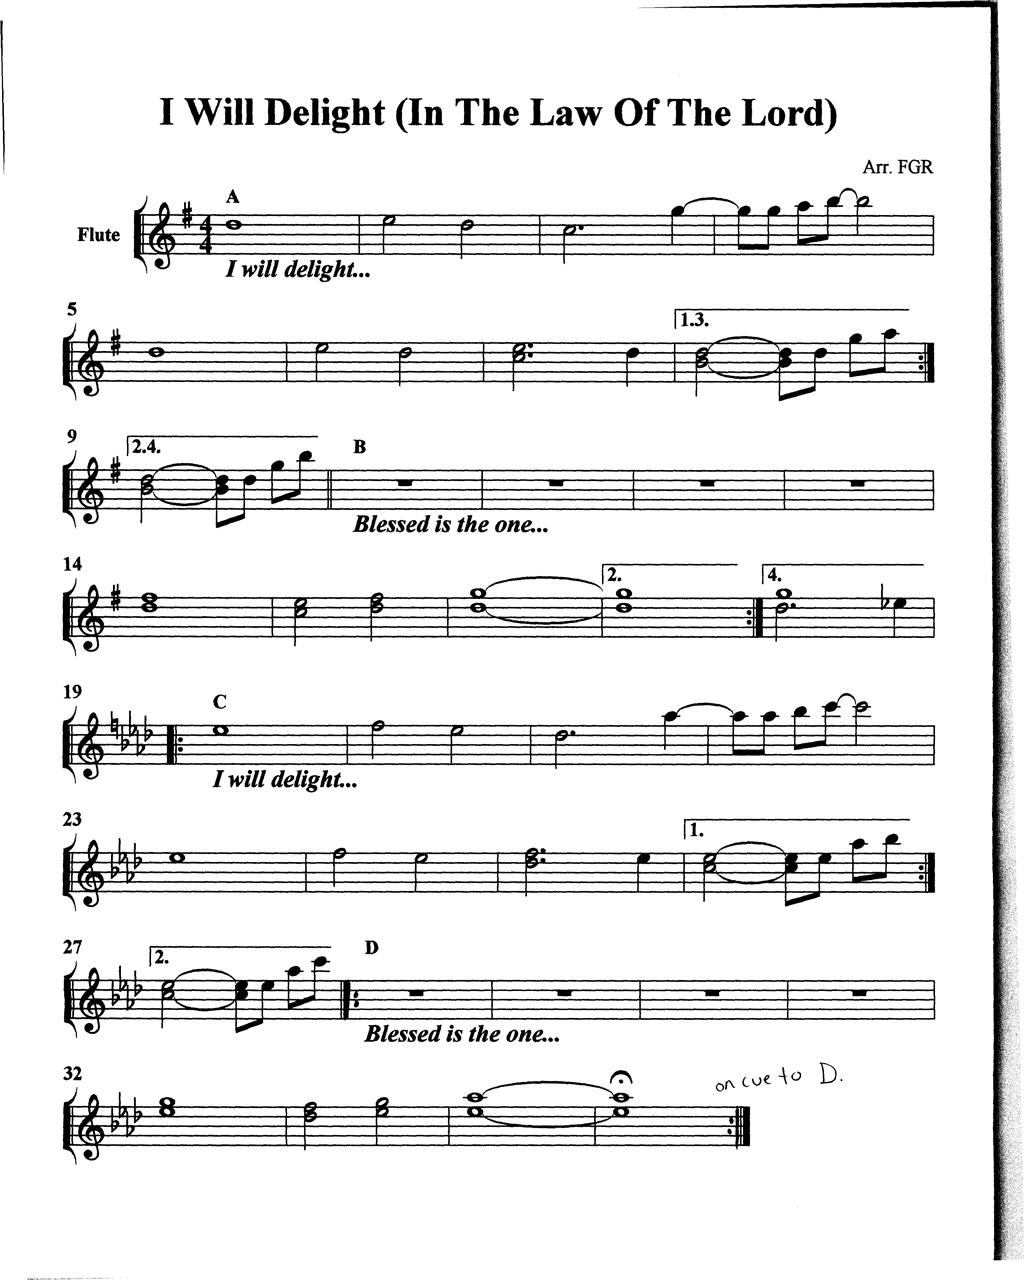 I Will Delight (In The Law Of The Lord)
Arr. FGR
A
Flute
4
4
I will delight...
5
1.3.
9
2.4.
B
Blessed is the one...
14
2.
4.
19
C
I will delight...
23
1.
27
2.
D
Blessed is the one...
32
on cue to D.